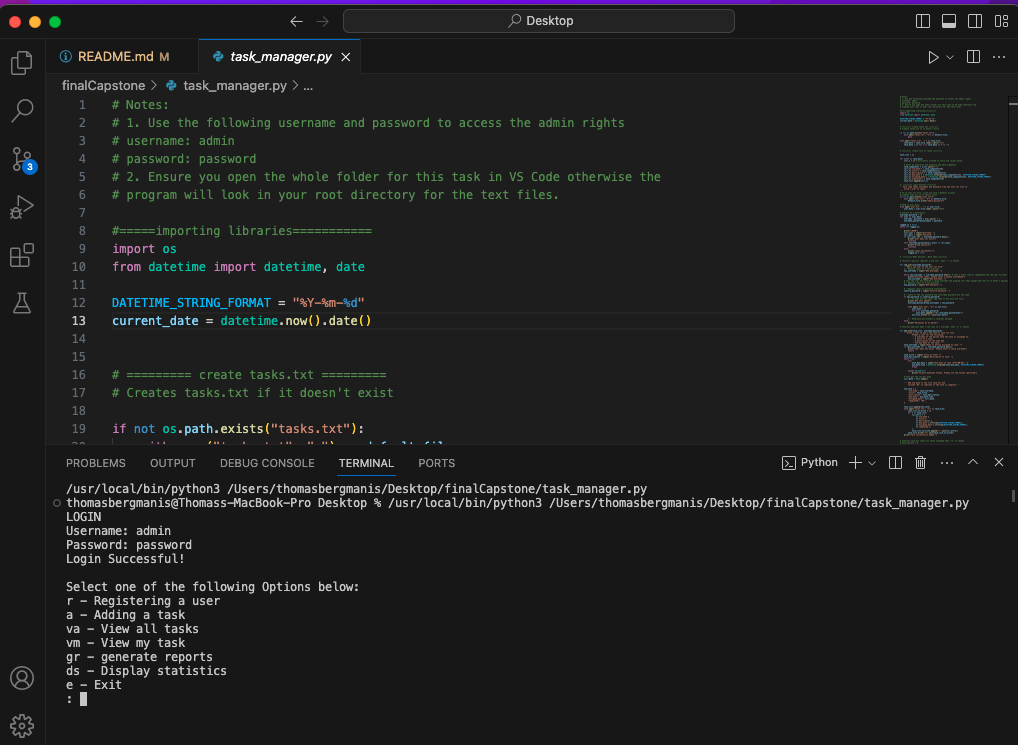 Desktop
README.md M
task_manager.py
finalCapstone > task_manager.py > ...
1 # Notes:
2 # 1. Use the following username and password to access the admin rights
3 # username: admin
4 # password: password
5 # 2. Ensure you open the whole folder for this task in VS Code otherwise the
6 # program will look in your root directory for the text files.
7
8 #=====importing libraries===========
9 import os
10 from datetime import datetime, date
11
12 DATETIME_STRING_FORMAT = "%Y-%m-%d"
13 current_date = datetime.now().date()
14
15
16 # ========= create tasks.txt =========
17 # Creates tasks.txt if it doesn't exist
18
19 if not os.path.exists("tasks.txt"):
3
PROBLEMS OUTPUT DEBUG CONSOLE TERMINAL PORTS Python
/usr/local/bin/python3 /Users/thomasbergmanis/Desktop/finalCapstone/task_manager.py
thomasbergmanis@Thomass-MacBook-Pro Desktop % /usr/local/bin/python3 /Users/thomasbergmanis/Desktop/finalCapstone/task_manager.py
LOGIN
Username: admin
Password: password
Login Successful!
Select one of the following Options below:
r - Registering a user
a - Adding a task
va - View all tasks
vm - View my task
gr - generate reports
ds - Display statistics
e - Exit
: